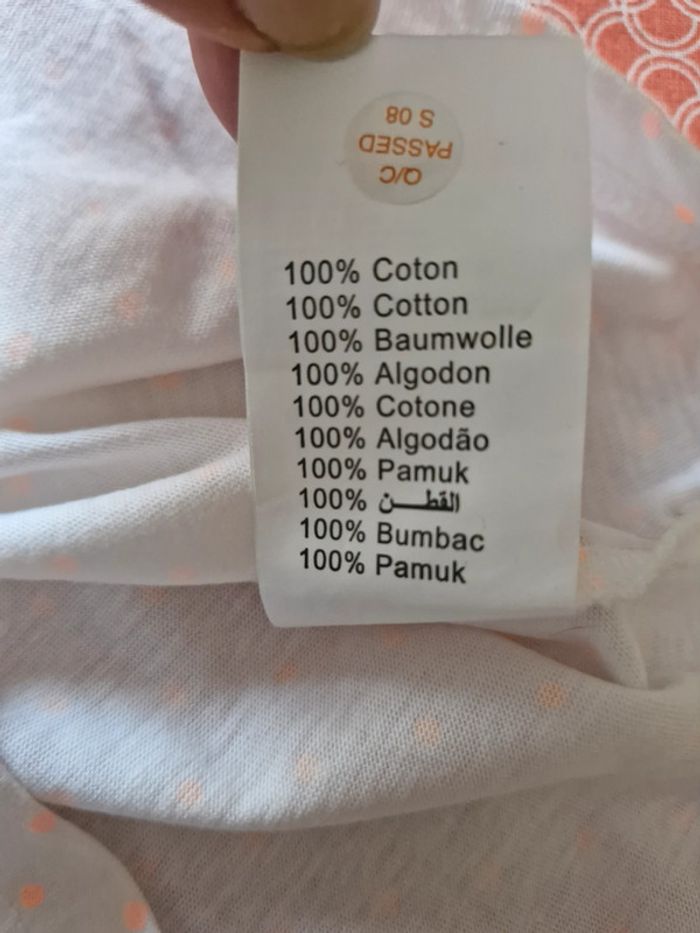 Q/C
PASSED
S 08
100% Coton
100% Cotton
100% Baumwolle
100% Algodon
100% Cotone
100% Algodão
100% Pamuk
100% القطـــن
100% Bumbac
100% Pamuk